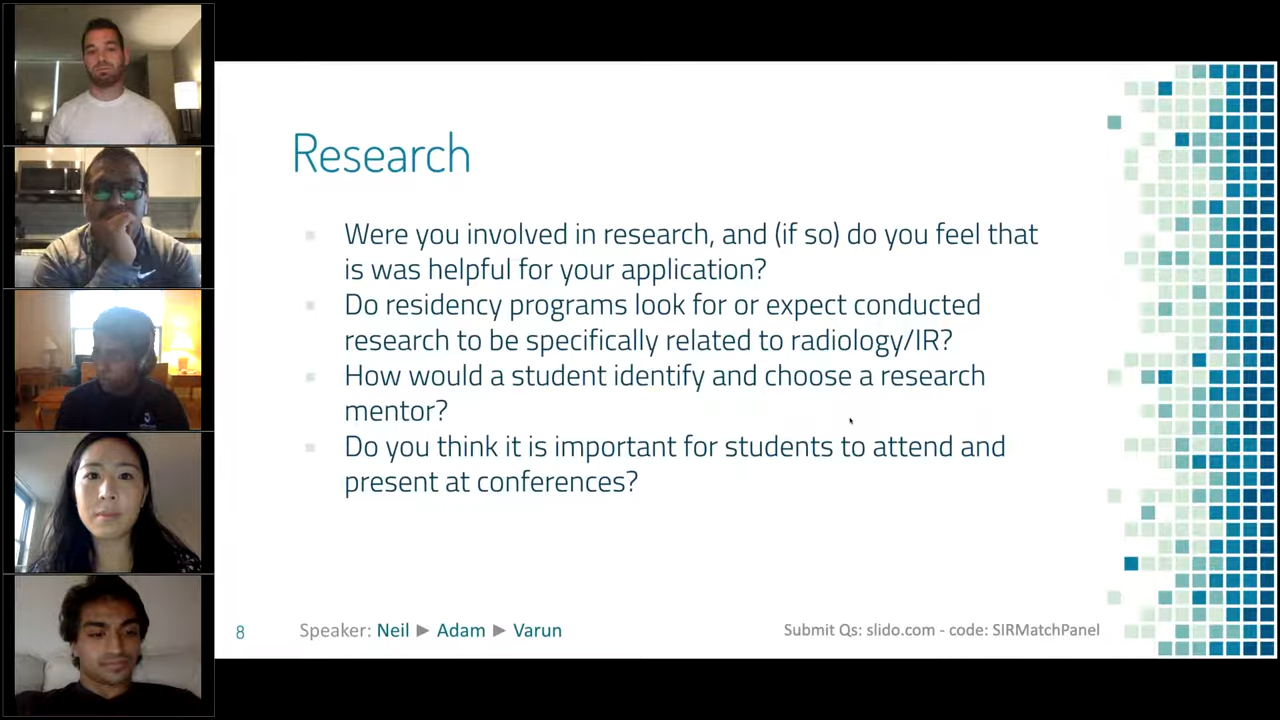 Research
Were you involved in research, and (if so) do you feel that
is was helpful for your application?
Do residency programs look for or expect conducted
research to be specifically related to radiology/IR?
How would a student identify and choose a research
mentor?
Do you think it is important for students to attend and
present at conferences?
8
Speaker: Neil ► Adam ► Varun
Submit Qs: slido.com - code: SIRMatchPanel